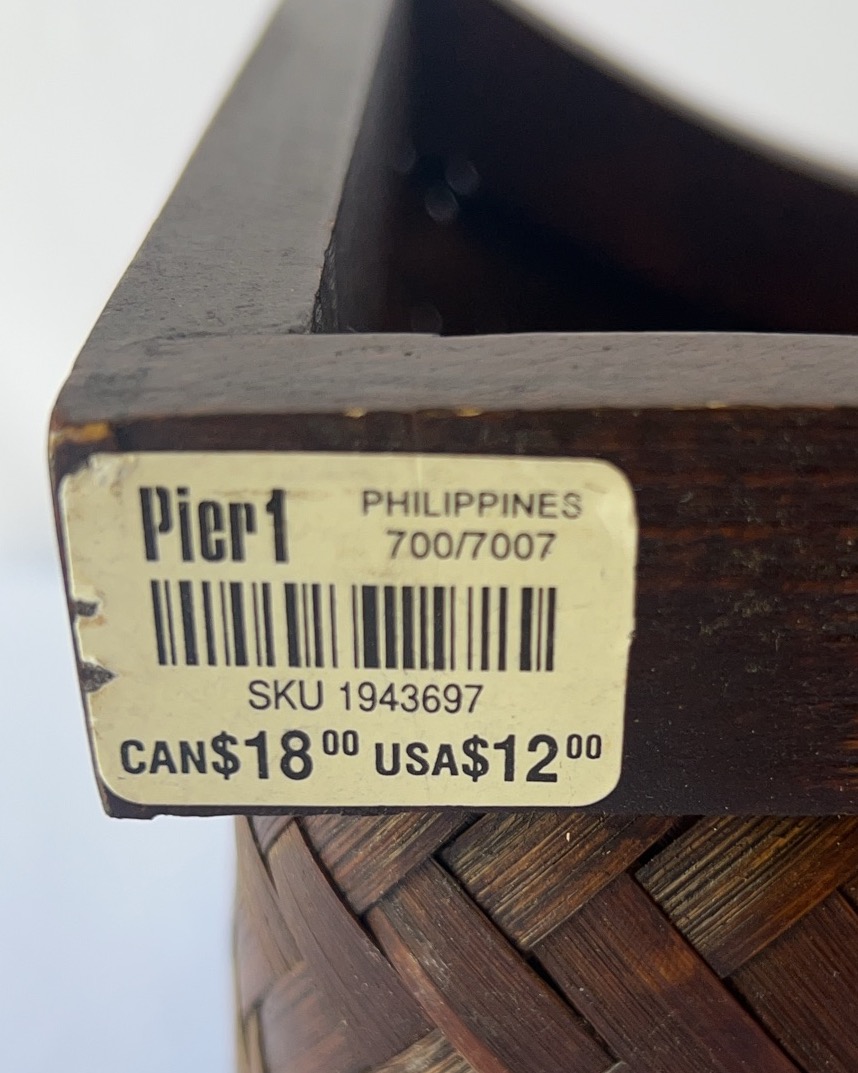 Pier1
PHILIPPINES
700/7007
SKU 1943697
CAN$18.00 USA$12.00